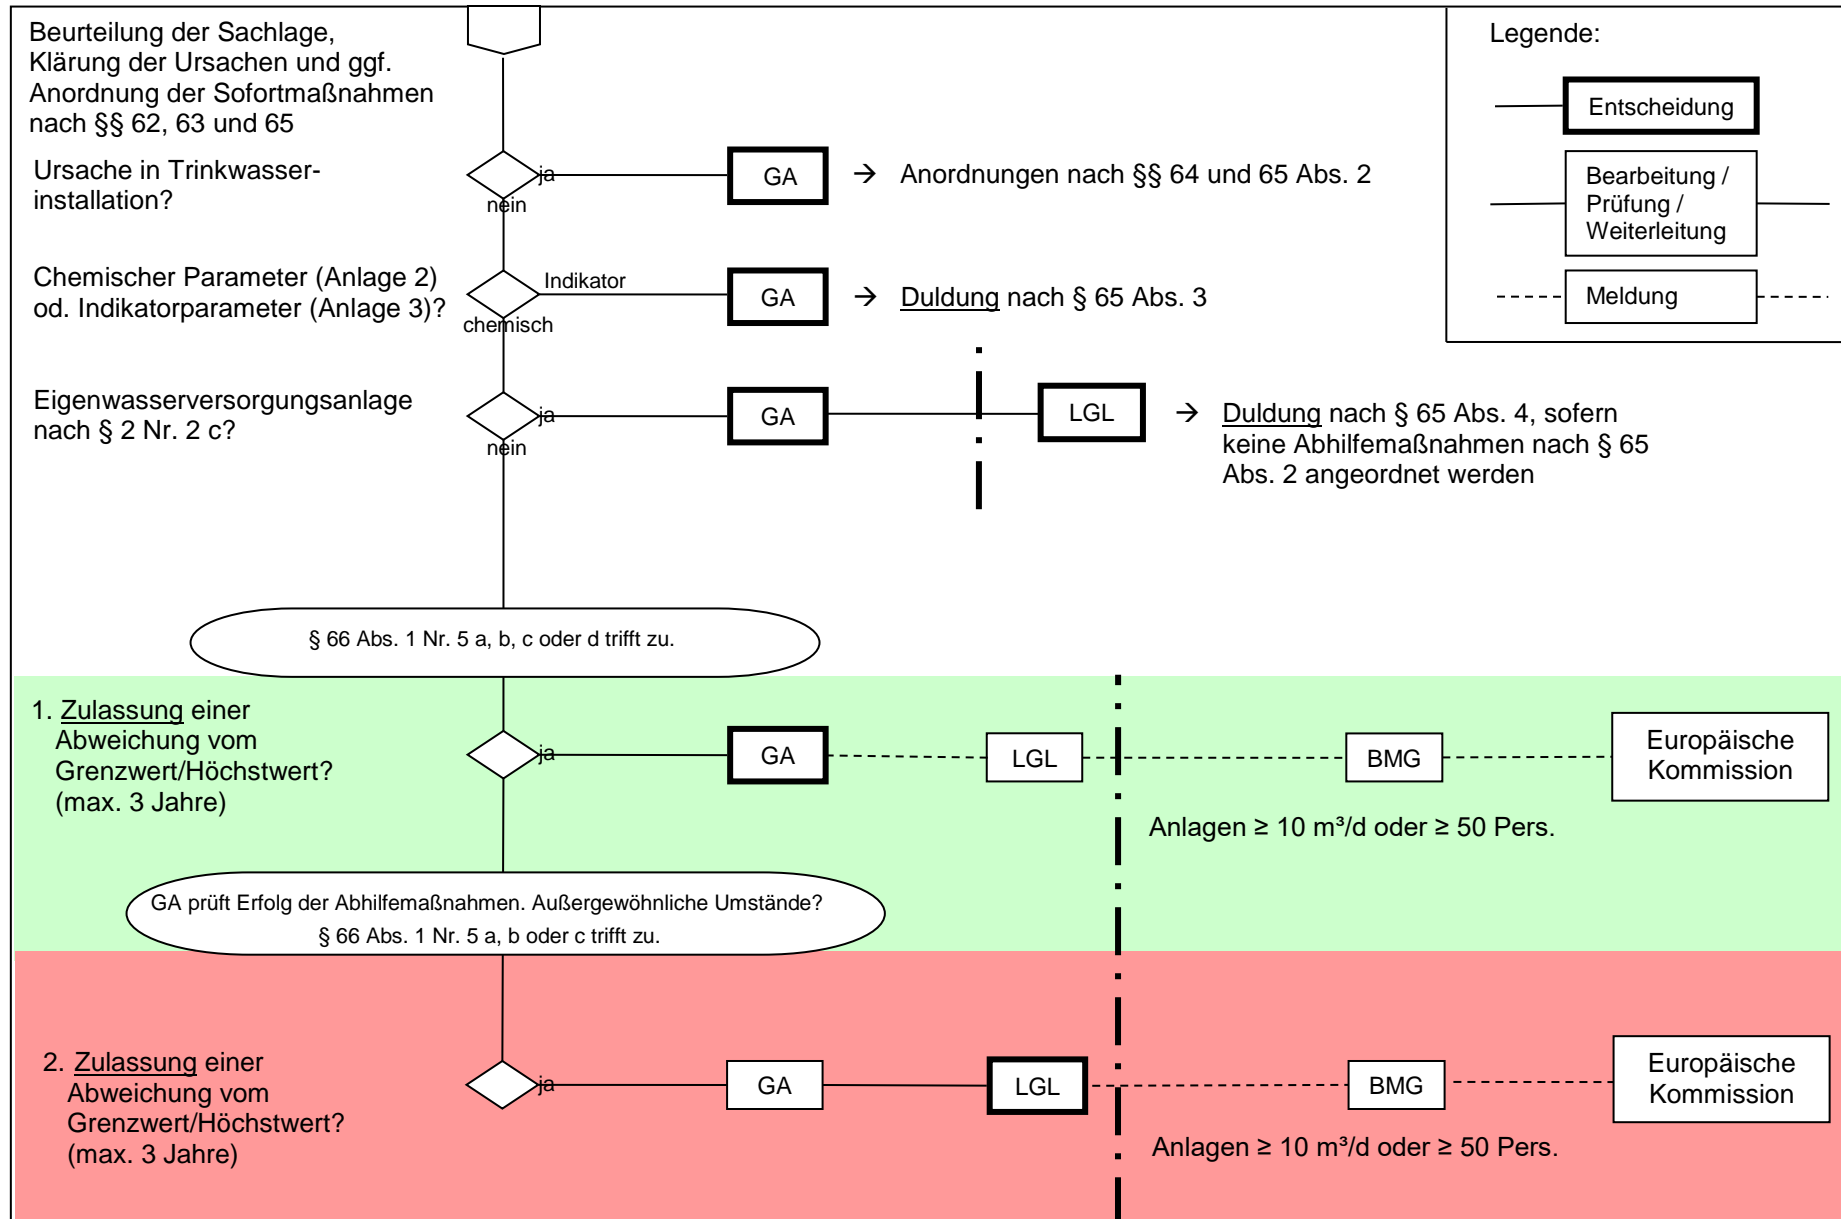 Beurteilung der Sachlage,
Klärung der Ursachen und ggf.
Anordnung der Sofortmaßnahmen
nach §§ 62, 63 und 65
Legende:
Entscheidung
Bearbeitung /
Prüfung /
Weiterleitung
Meldung
Ursache in Trinkwasser-
installation?
ja
nein
GA
→ Anordnungen nach §§ 64 und 65 Abs. 2
Chemischer Parameter (Anlage 2)
od. Indikatorparameter (Anlage 3)?
Indikator
chemisch
GA
→ Duldung nach § 65 Abs. 3
Eigenwasserversorgungsanlage
nach § 2 Nr. 2 c?
ja
nein
GA
LGL
→ Duldung nach § 65 Abs. 4, sofern
keine Abhilfemaßnahmen nach § 65
Abs. 2 angeordnet werden
§ 66 Abs. 1 Nr. 5 a, b, c oder d trifft zu.
1. Zulassung einer
Abweichung vom
Grenzwert/Höchstwert?
(max. 3 Jahre)
ja
GA
LGL
BMG
Europäische
Kommission
Anlagen ≥ 10 m³/d oder ≥ 50 Pers.
GA prüft Erfolg der Abhilfemaßnahmen. Außergewöhnliche Umstände?
§ 66 Abs. 1 Nr. 5 a, b oder c trifft zu.
2. Zulassung einer
Abweichung vom
Grenzwert/Höchstwert?
(max. 3 Jahre)
ja
GA
LGL
BMG
Europäische
Kommission
Anlagen ≥ 10 m³/d oder ≥ 50 Pers.